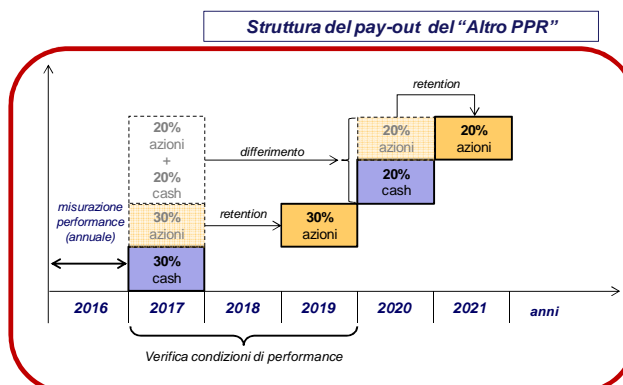 Struttura del pay-out del "Altro PPR"
retention
20%
azioni
+
20%
cash
differimento
20%
azioni
20%
azioni
20%
cash
misurazione
performance
(annuale)
30%
azioni
retention
30%
azioni
30%
cash
2016 2017 2018 2019 2020 2021 anni
Verifica condizioni di performance